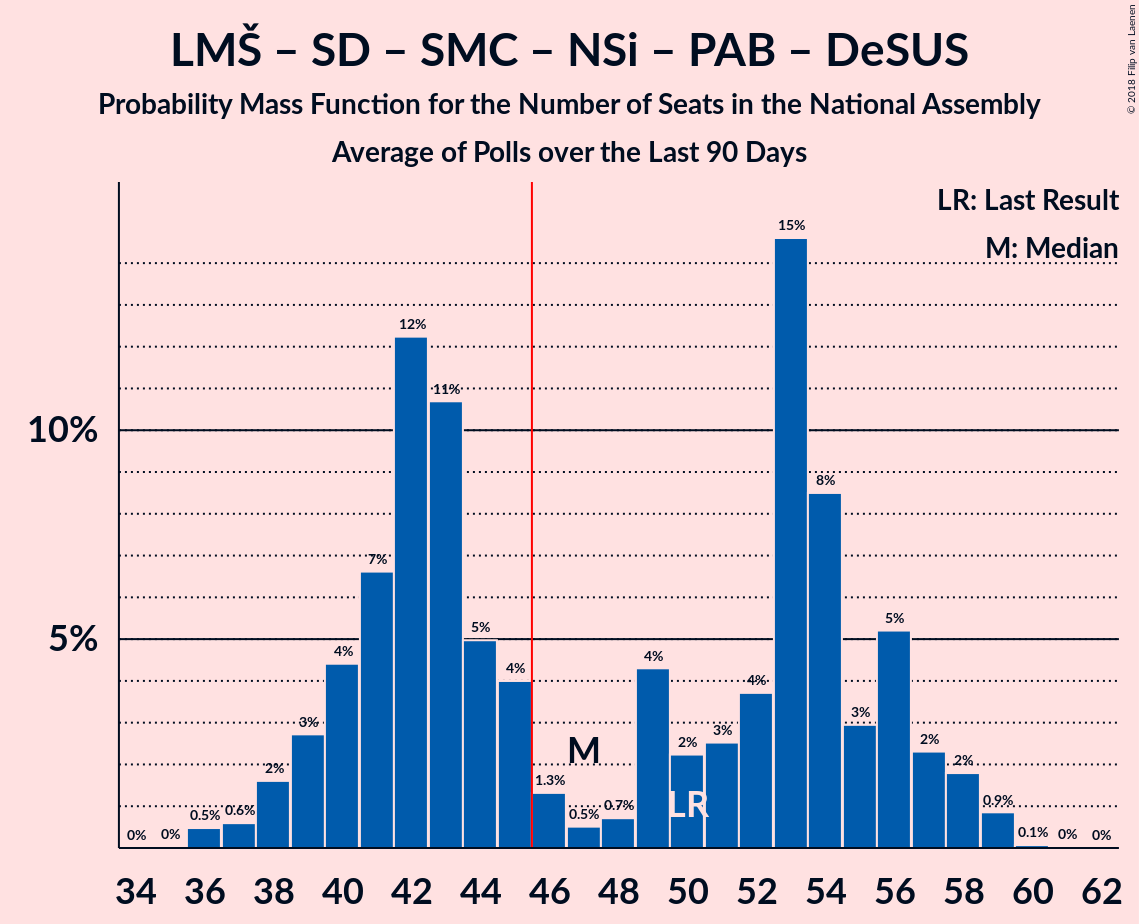 LMŠ – SD – SMC – NSi – PAB – DeSUS
Probability Mass Function for the Number of Seats in the National Assembly
Average of Polls over the Last 90 Days
© 2018 Filip van Laenen
LR: Last Result
M: Median
10%
5%
0% 0% 0.5% 0.6% 2% 3% 4% 7% 12% 11% 5% 4% 1.3% 0.5% 0.7% 4% 2% 3% 4% 15% 8% 3% 5% 2% 2% 0.9% 0.1% 0% 0%
M
LR
34 36 38 40 42 44 46 48 50 52 54 56 58 60 62